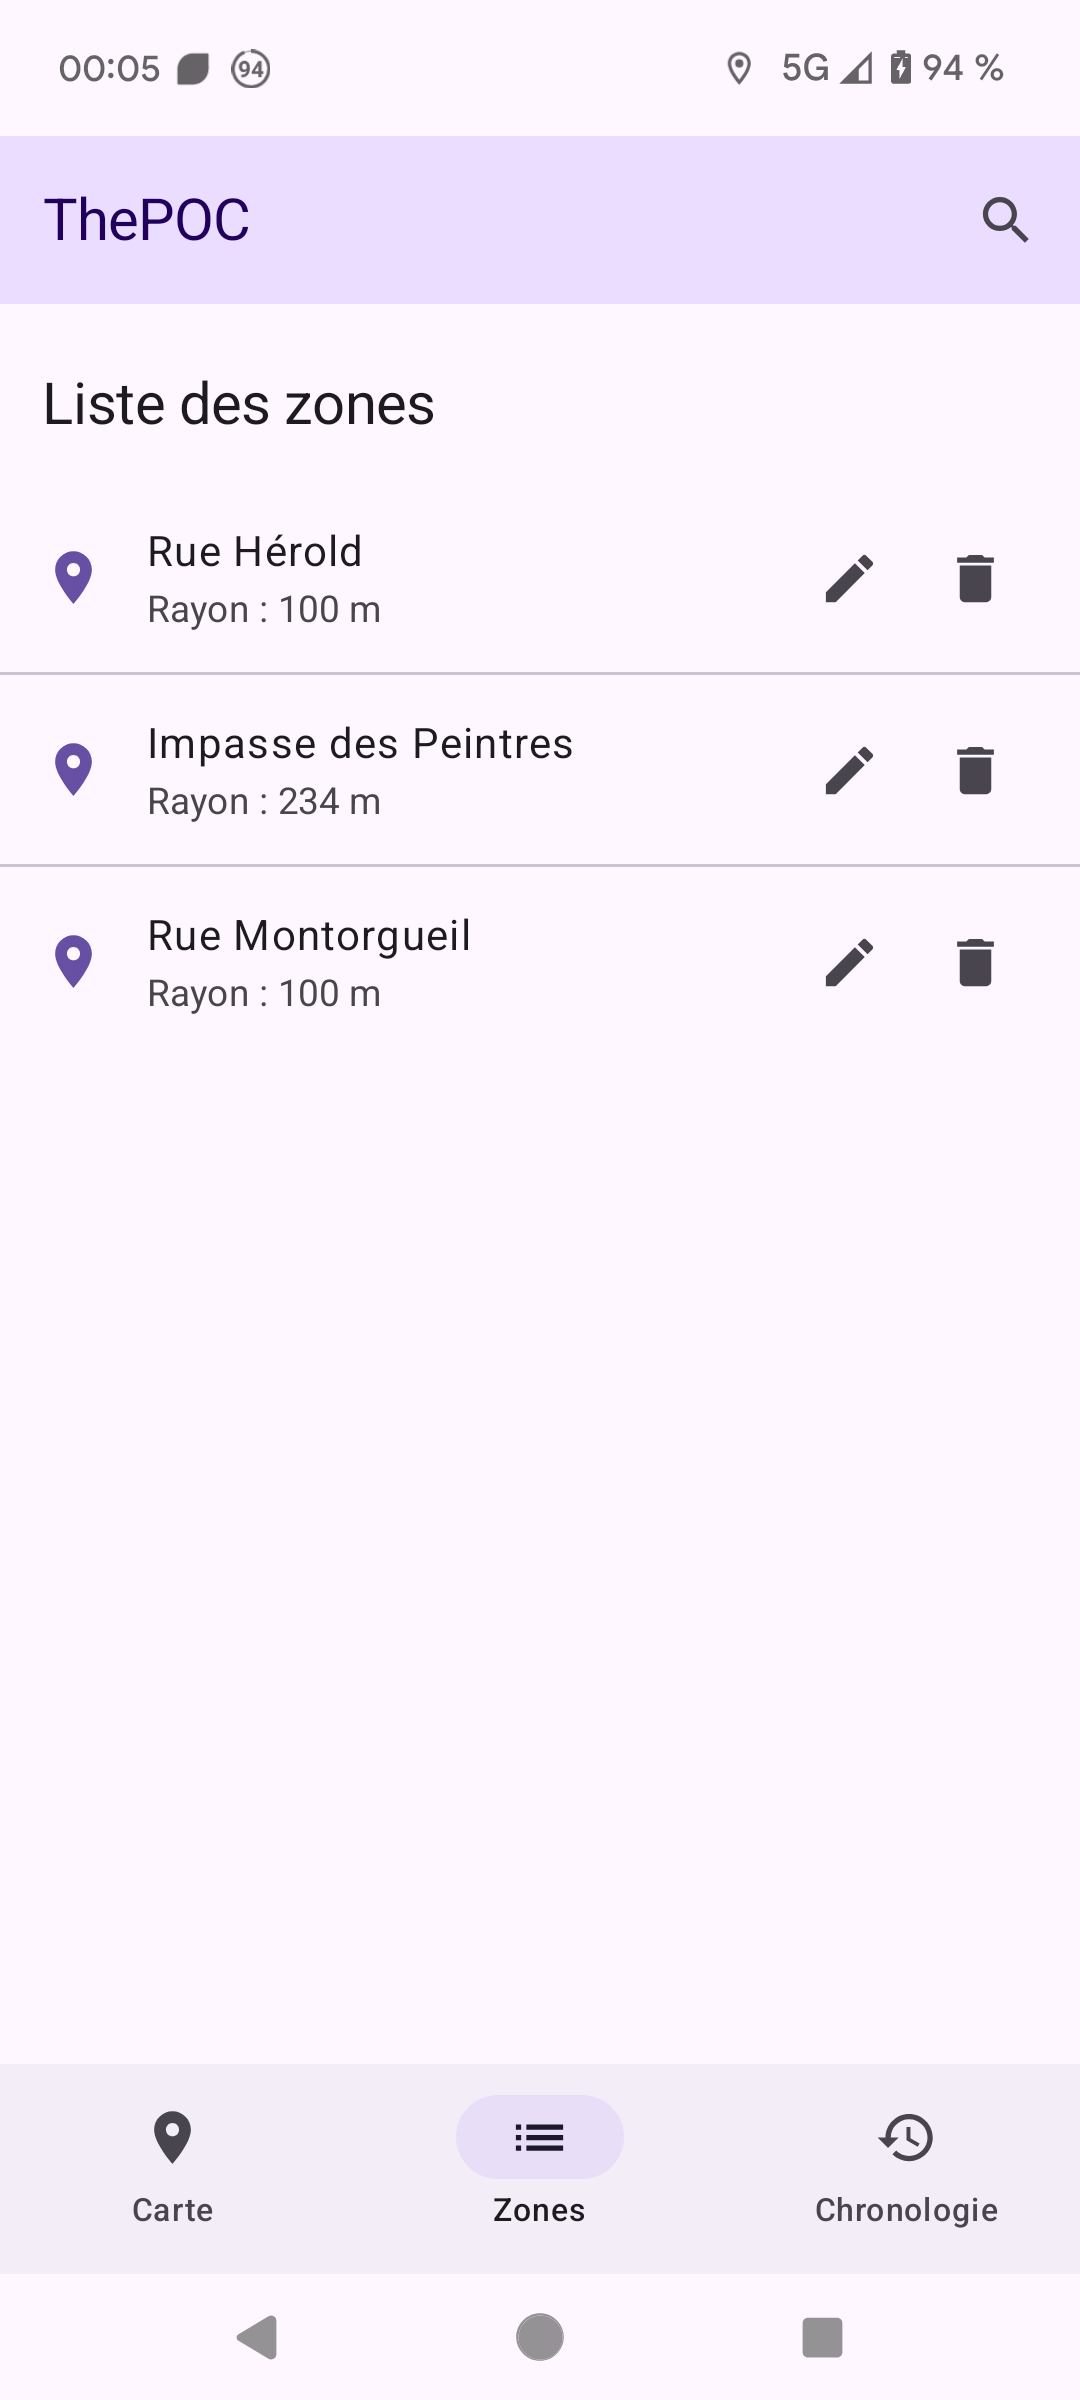 00:05 94 5G 94 %
ThePOC
Liste des zones
Rue Hérold
Rayon : 100 m
Impasse des Peintres
Rayon : 234 m
Rue Montorgueil
Rayon : 100 m
Carte Zones Chronologie